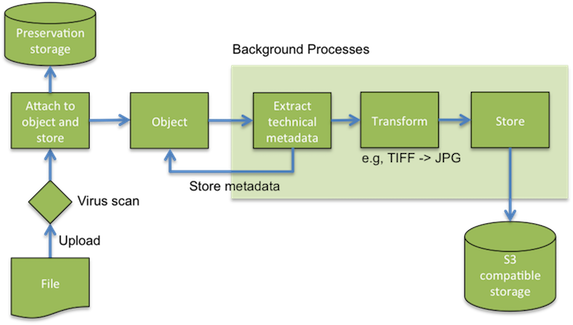 Preservation
storage
Background Processes
Attach to
object and
store
Object
Extract
technical
metadata
Transform
Store
e.g, TIFF -> JPG
Store metadata
Virus scan
Upload
File
S3
compatible
storage